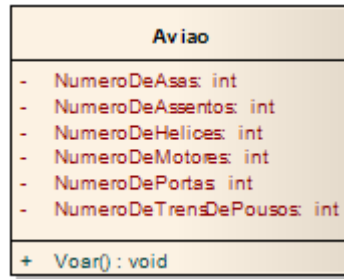 Aviao
- NumeroDeAsas: int
- NumeroDeAssentos: int
- NumeroDeHelices: int
- NumeroDeMotores: int
- NumeroDePortas: int
- NumeroDeTrensDePousos: int
+ Voar() : void